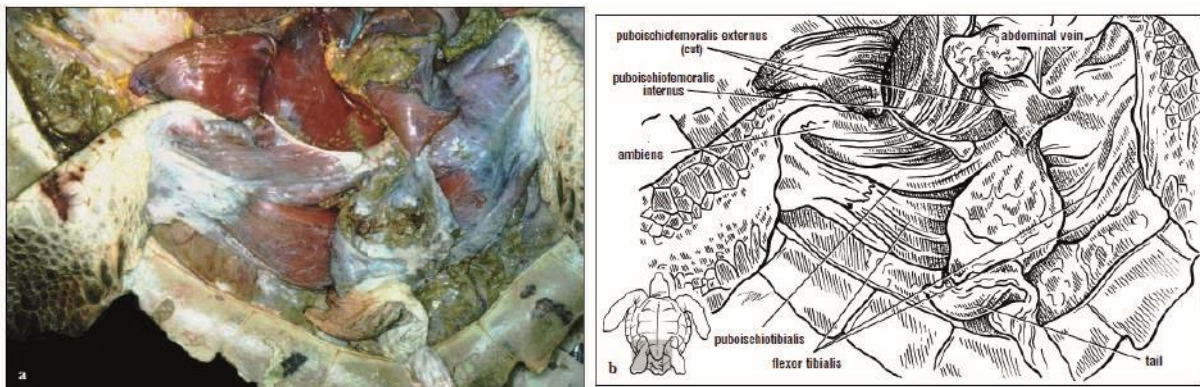 a
puboischiofemoralis externus
(cut)
abdominal vein
puboischiofemoralis
internus
ambiens
puboischiotibialis
flexor tibialis
tail
b